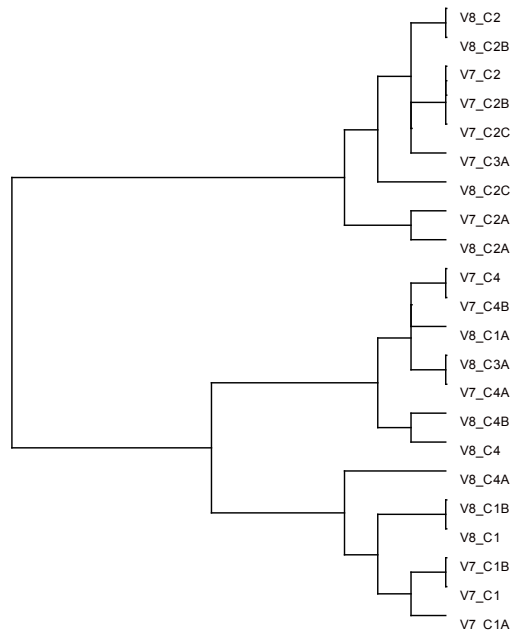 V8_C2
V8_C2B
V7_C2
V7_C2B
V7_C2C
V7_C3A
V8_C2C
V7_C2A
V8_C2A
V7_C4
V7_C4B
V8_C1A
V8_C3A
V7_C4A
V8_C4B
V8_C4
V8_C4A
V8_C1B
V8_C1
V7_C1B
V7_C1
V7_C1A